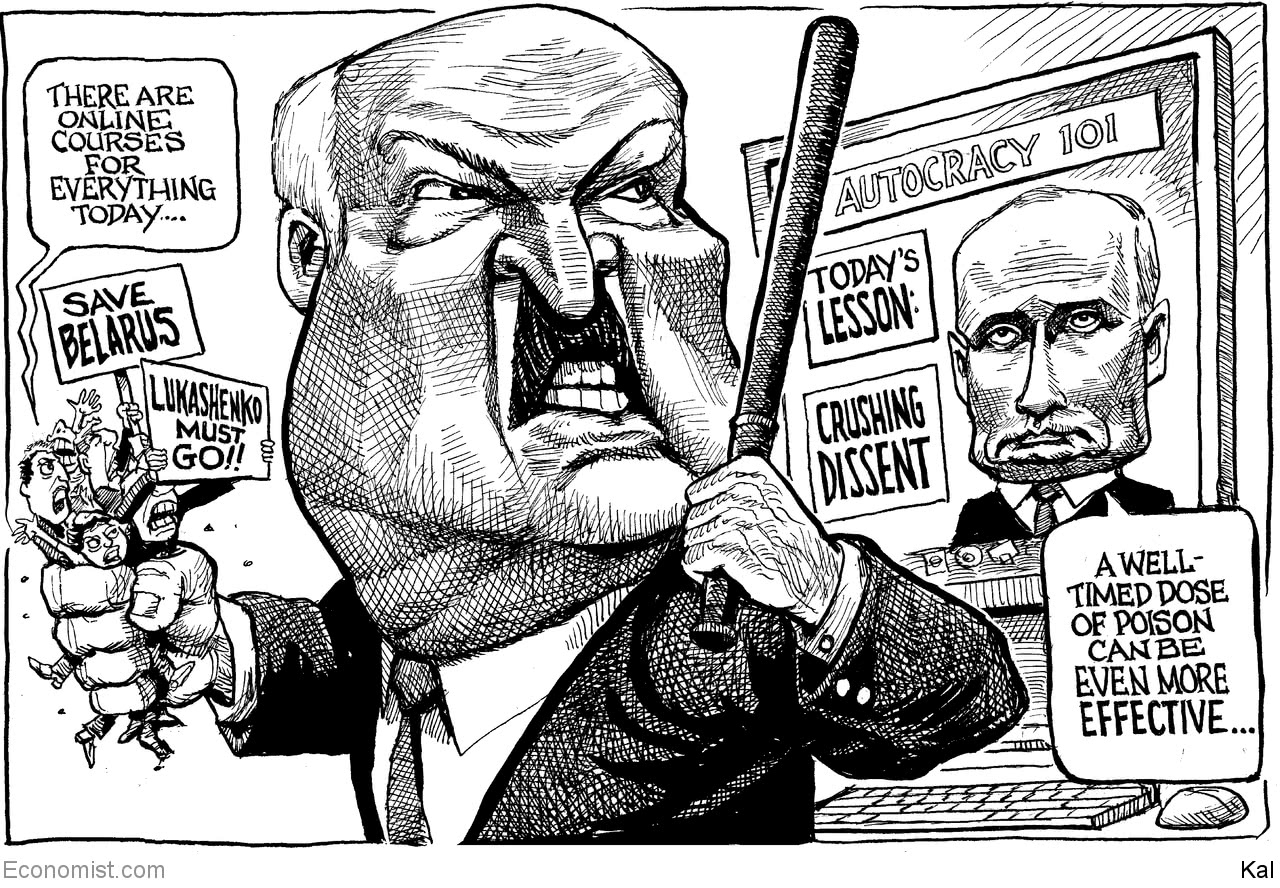 THERE ARE
ONLINE
COURSES
FOR
EVERYTHING
TODAY....
SAVE
BELARUS
LUKASHENKO
MUST
GO!!
AUTOCRACY 101
TODAY'S
LESSON:
CRUSHING
DISSENT
A WELL-
TIMED DOSE
OF POISON
CAN BE
EVEN MORE
EFFECTIVE...
Economist.com
Kal